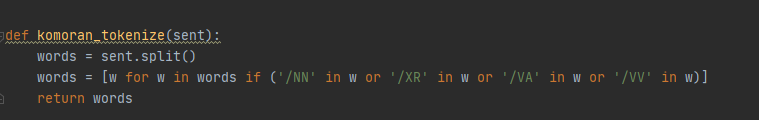 def komoran_tokenize(sent):
    words = sent.split()
    words = [w for w in words if ('/NN' in w or '/XR' in w or '/VA' in w or '/VV' in w)]
    return words